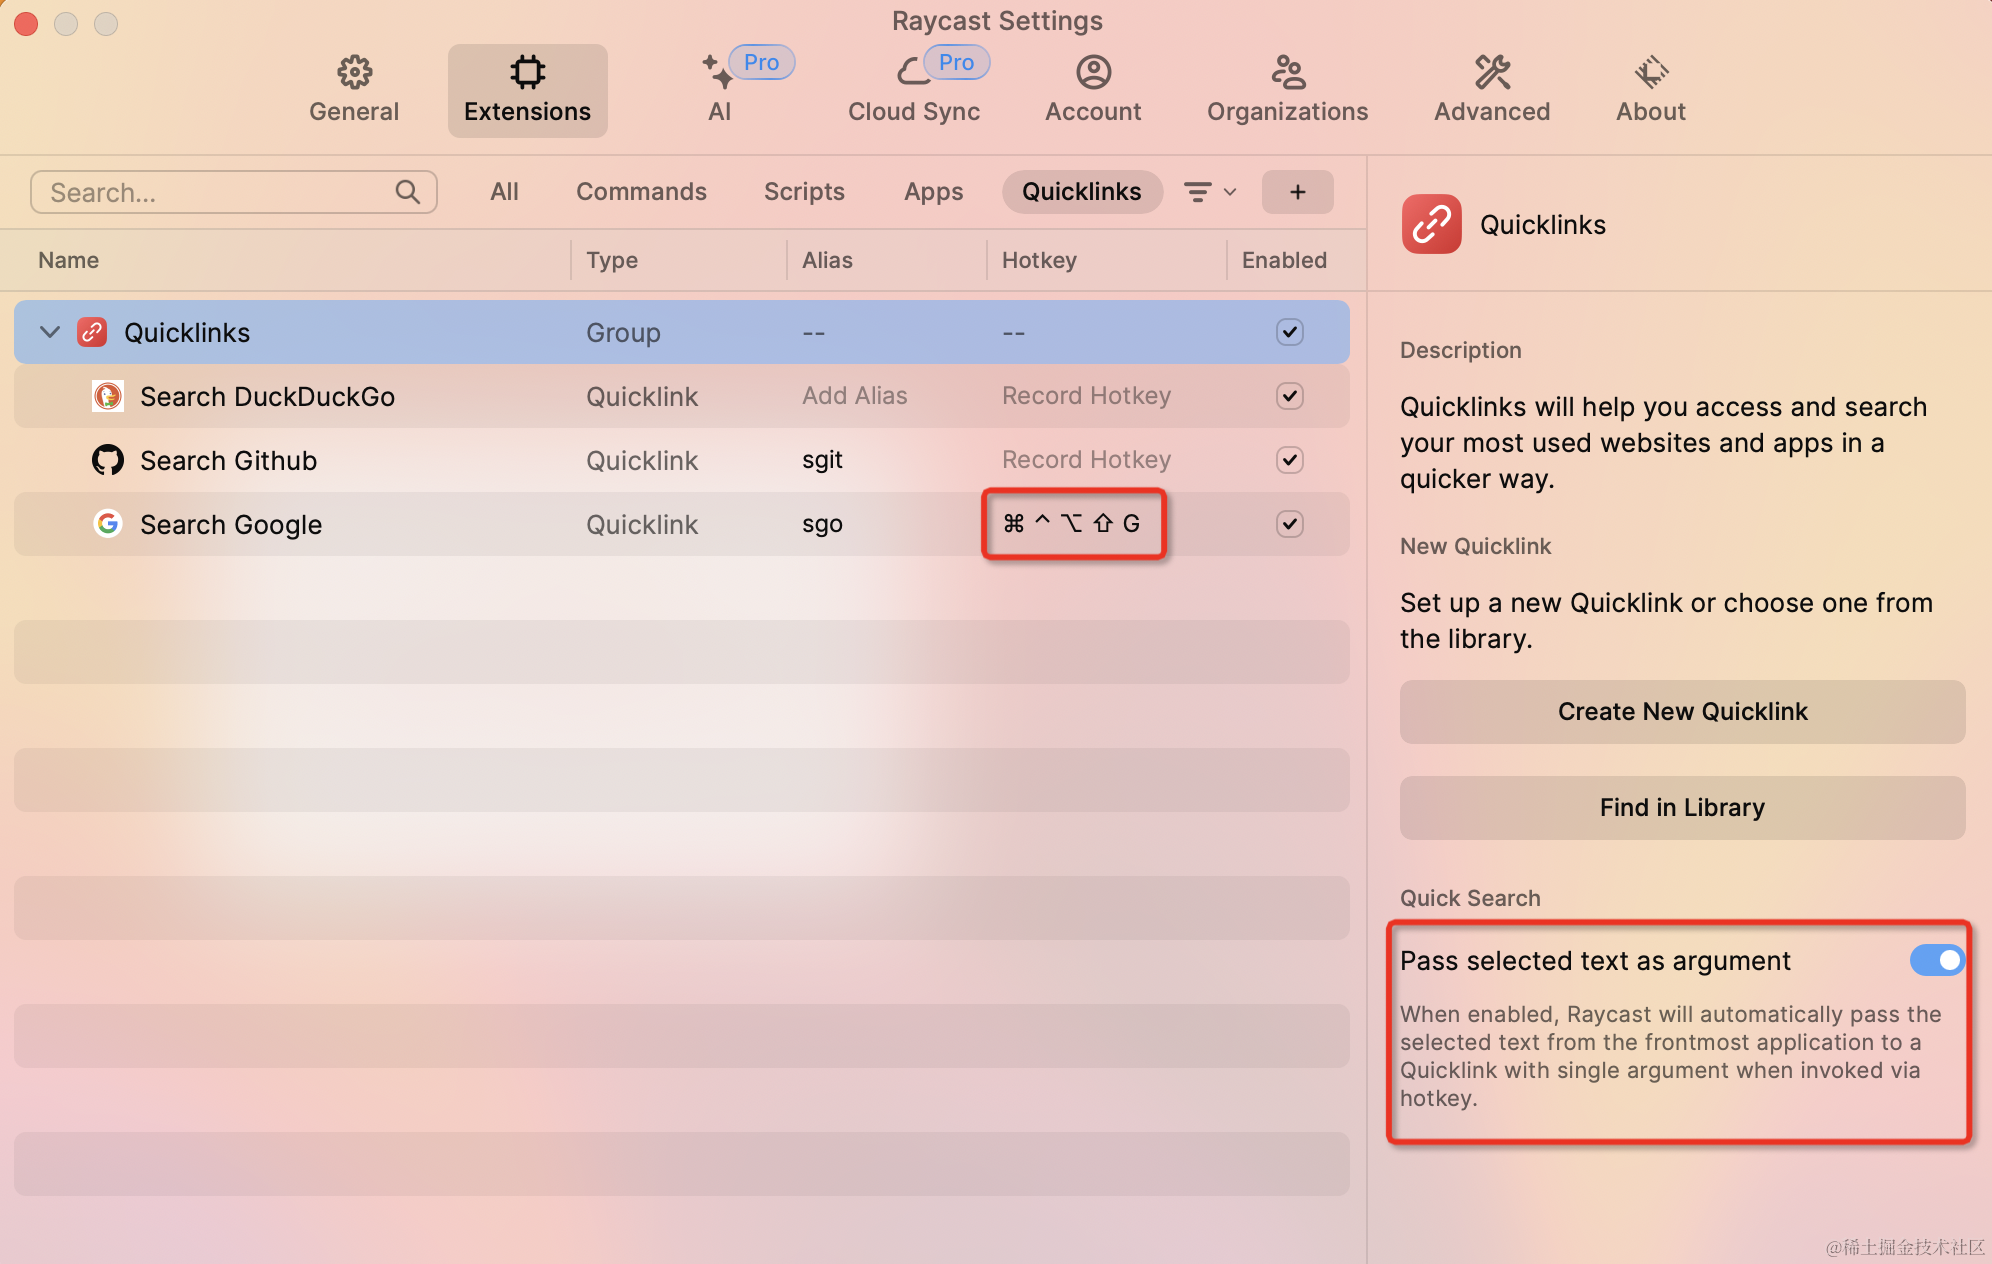 Raycast Settings
General
Extensions
AI
Pro
Cloud Sync
Pro
Account
Organizations
Advanced
About
Search...
All
Commands
Scripts
Apps
Quicklinks
+
Name Type Alias Hotkey Enabled
Quicklinks Group -- --
Search DuckDuckGo Quicklink Add Alias Record Hotkey
Search Github Quicklink sgit Record Hotkey
Search Google Quicklink sgo ⌘ ^ ⌥ ⇧ G
Quicklinks
Description
Quicklinks will help you access and search
your most used websites and apps in a
quicker way.
New Quicklink
Set up a new Quicklink or choose one from
the library.
Create New Quicklink
Find in Library
Quick Search
Pass selected text as argument
When enabled, Raycast will automatically pass the
selected text from the frontmost application to a
Quicklink with single argument when invoked via
hotkey.
@稀土掘金技术社区